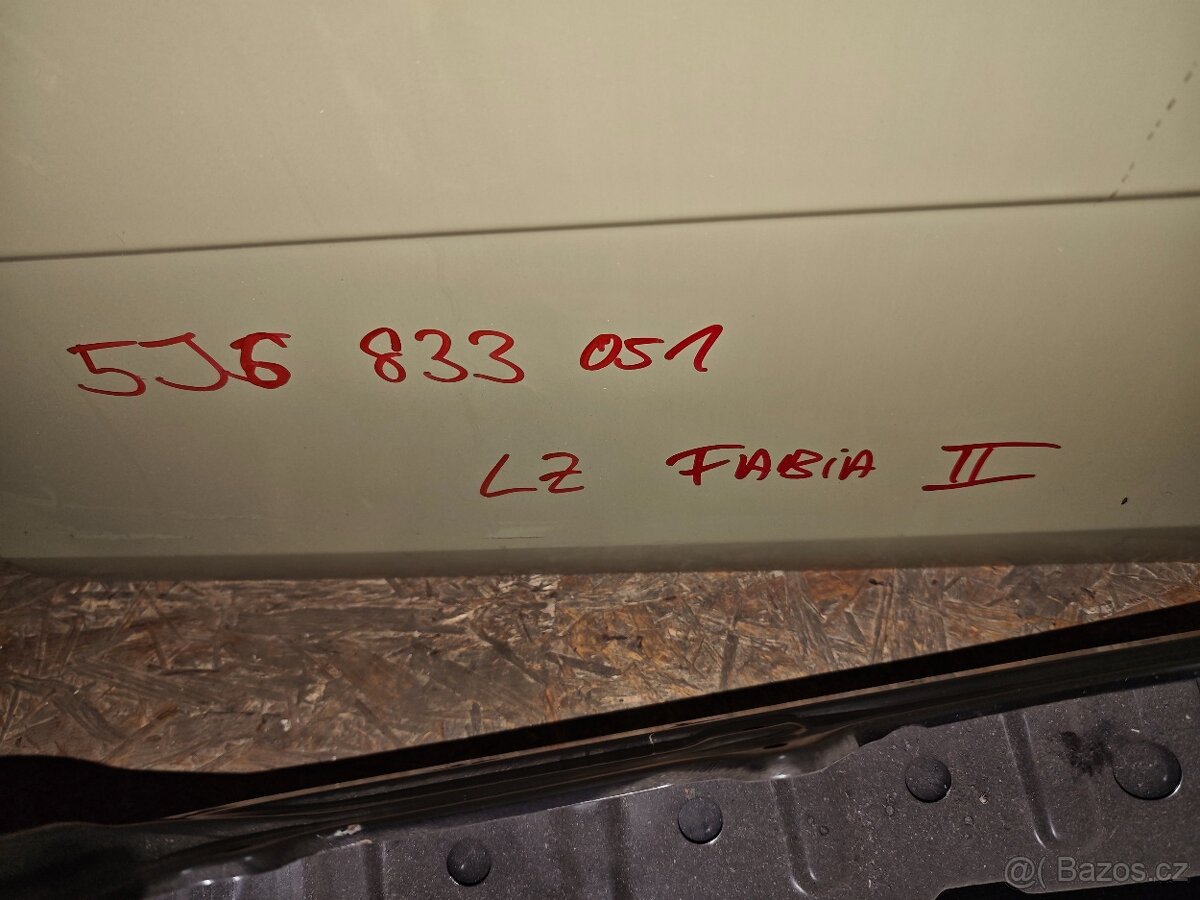 5J6 833 051
LZ FABIA II
@( Bazos.cz